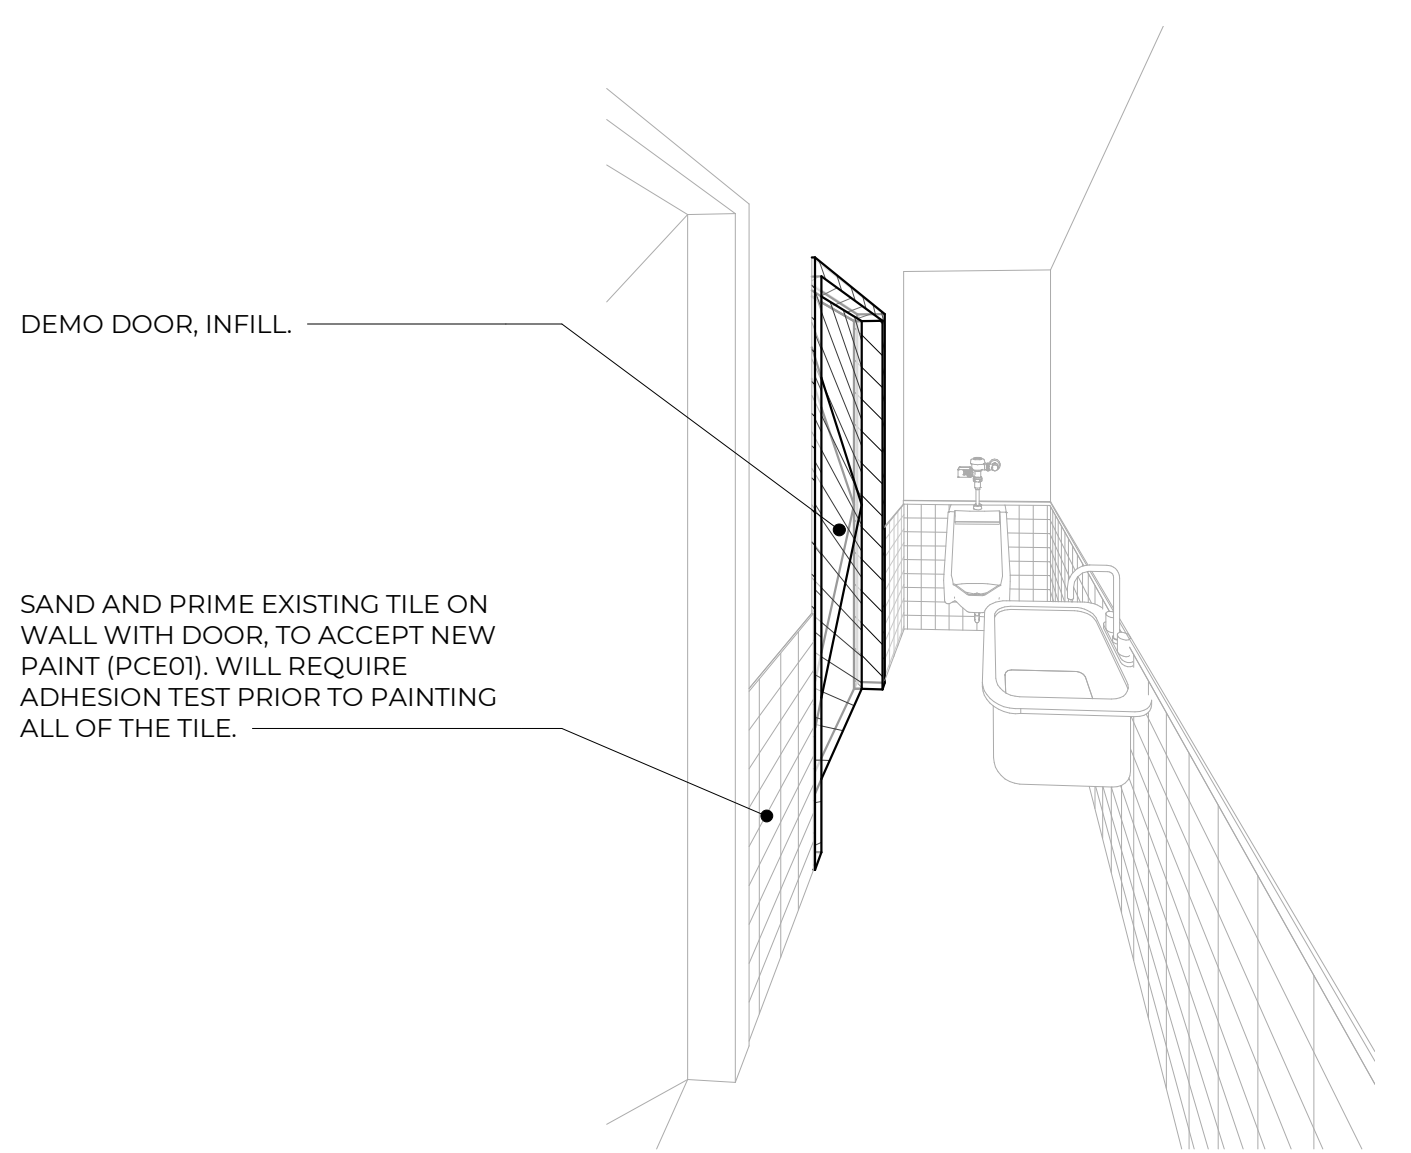 DEMO DOOR, INFILL.
SAND AND PRIME EXISTING TILE ON
WALL WITH DOOR, TO ACCEPT NEW
PAINT (PCE01). WILL REQUIRE
ADHESION TEST PRIOR TO PAINTING
ALL OF THE TILE.